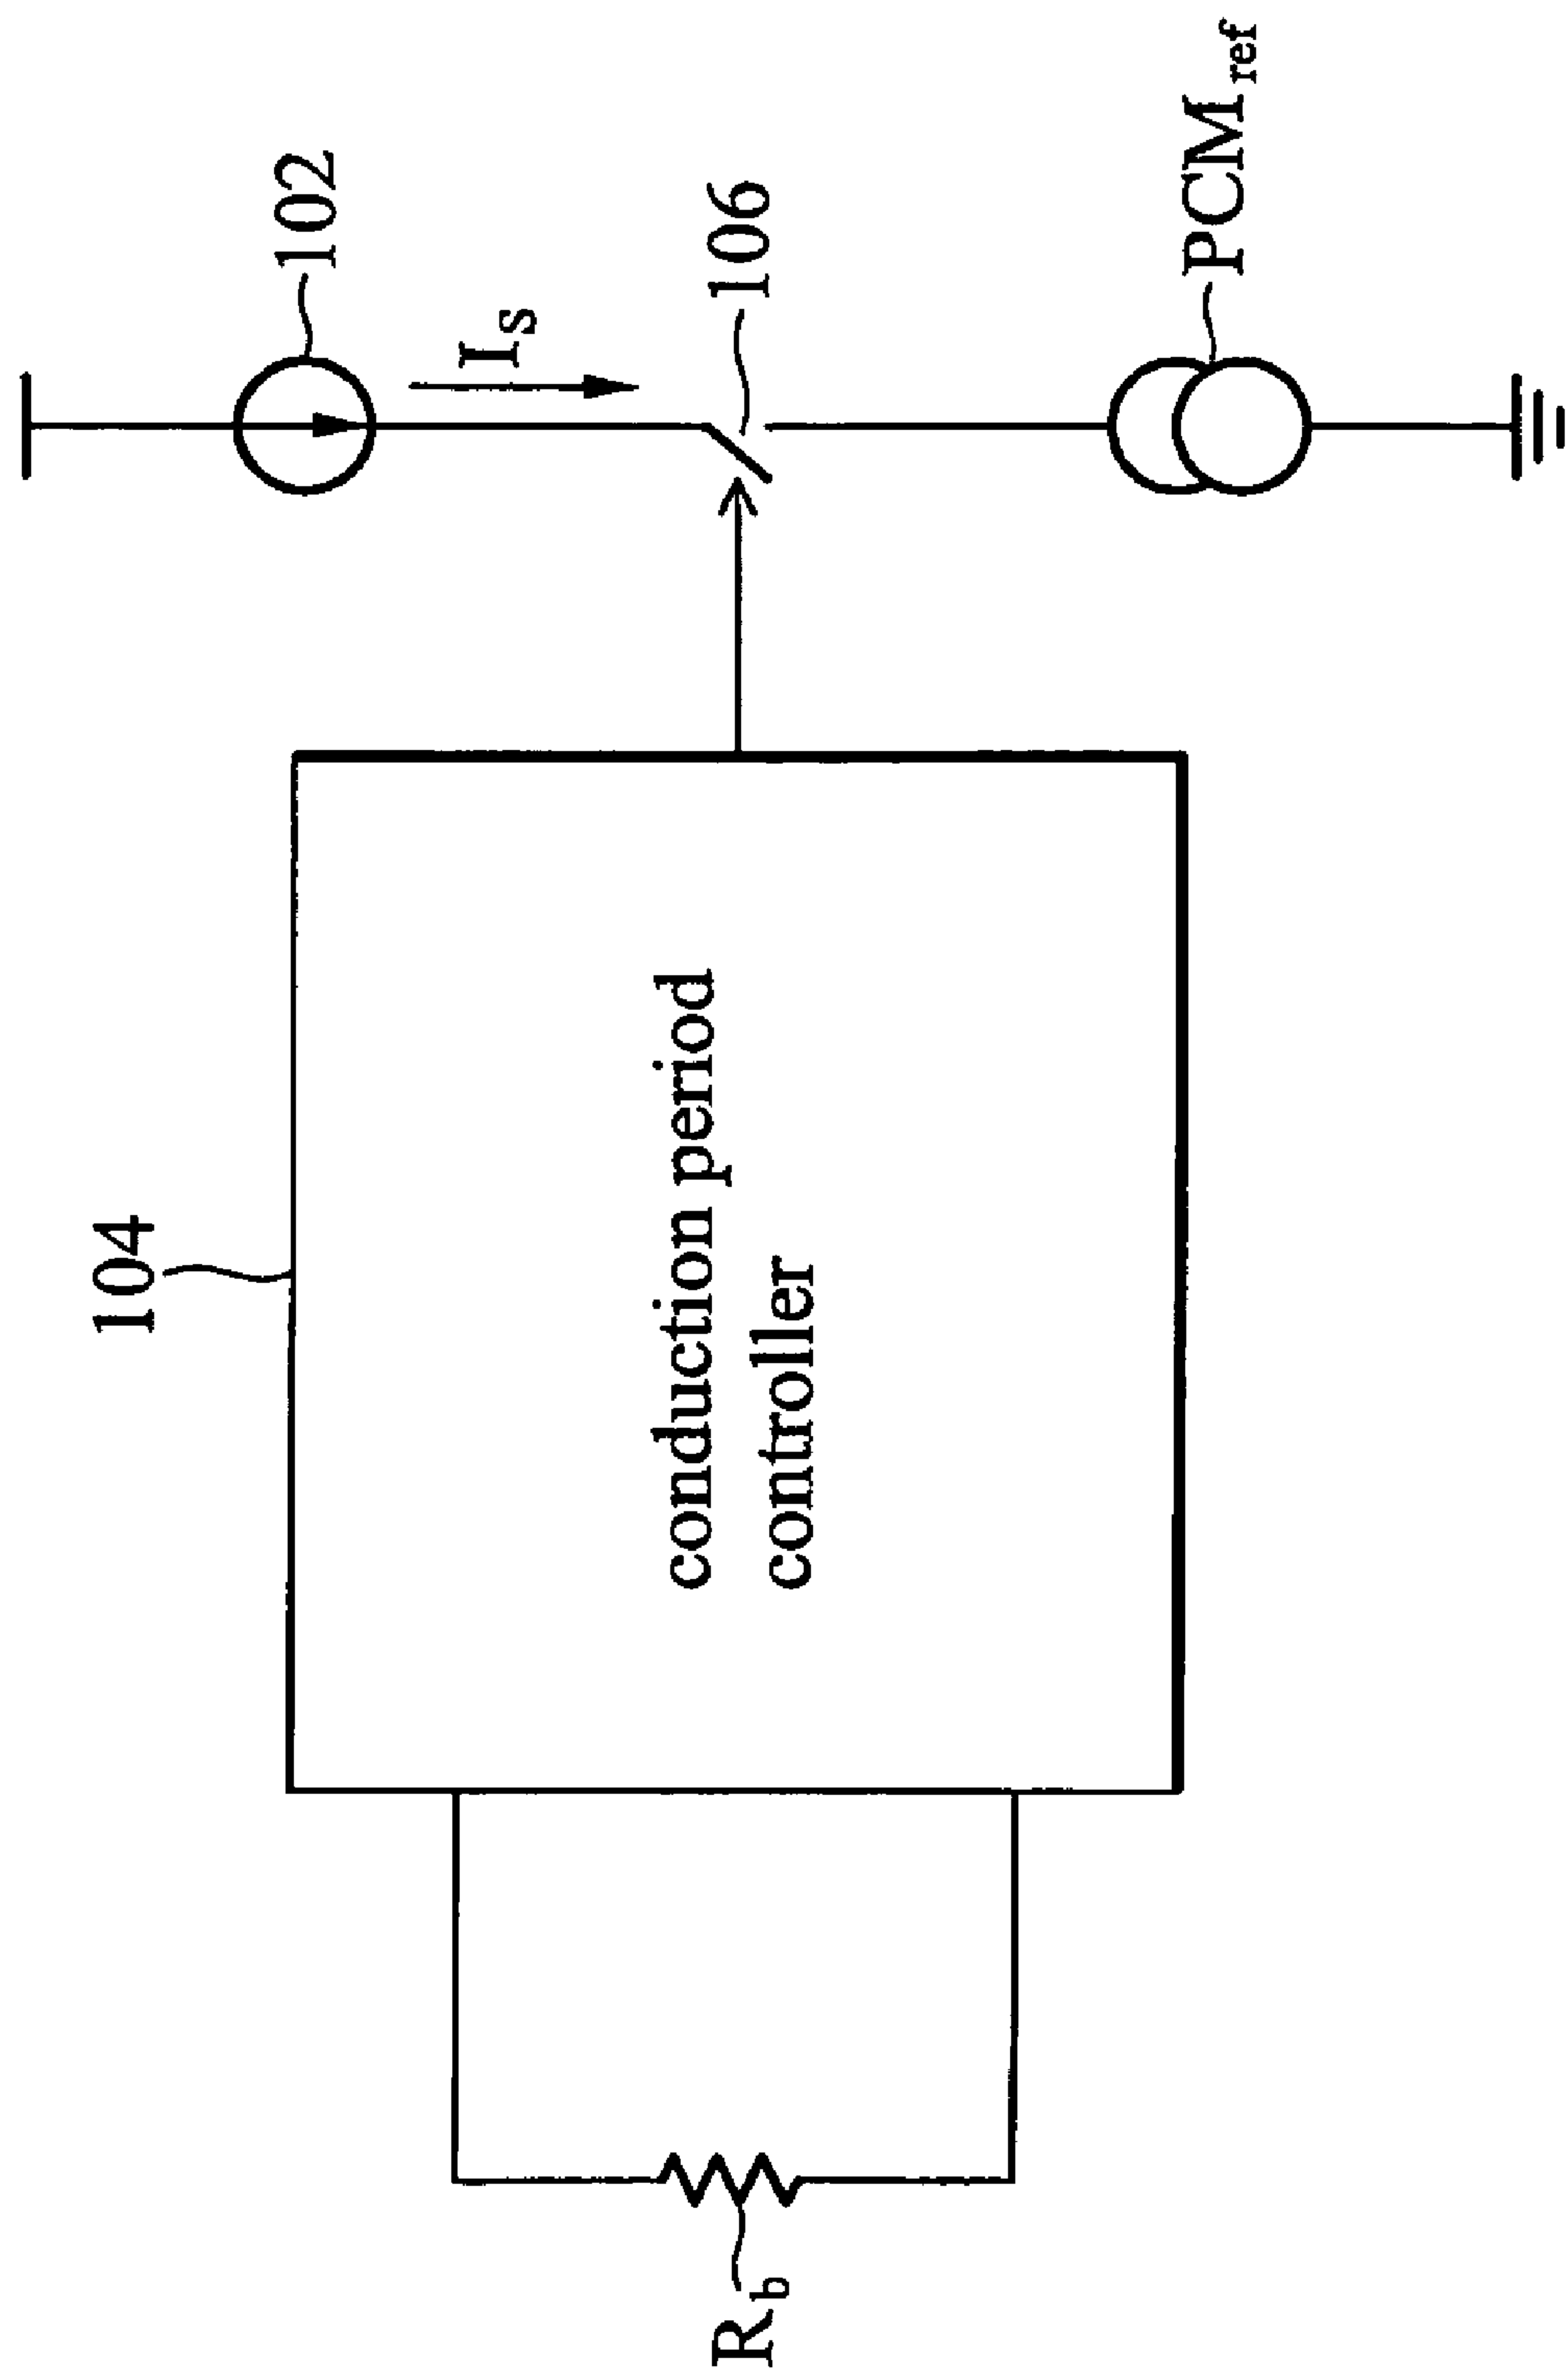 104
102
I_S
106
conduction period
controller
R_b
PCM_ref